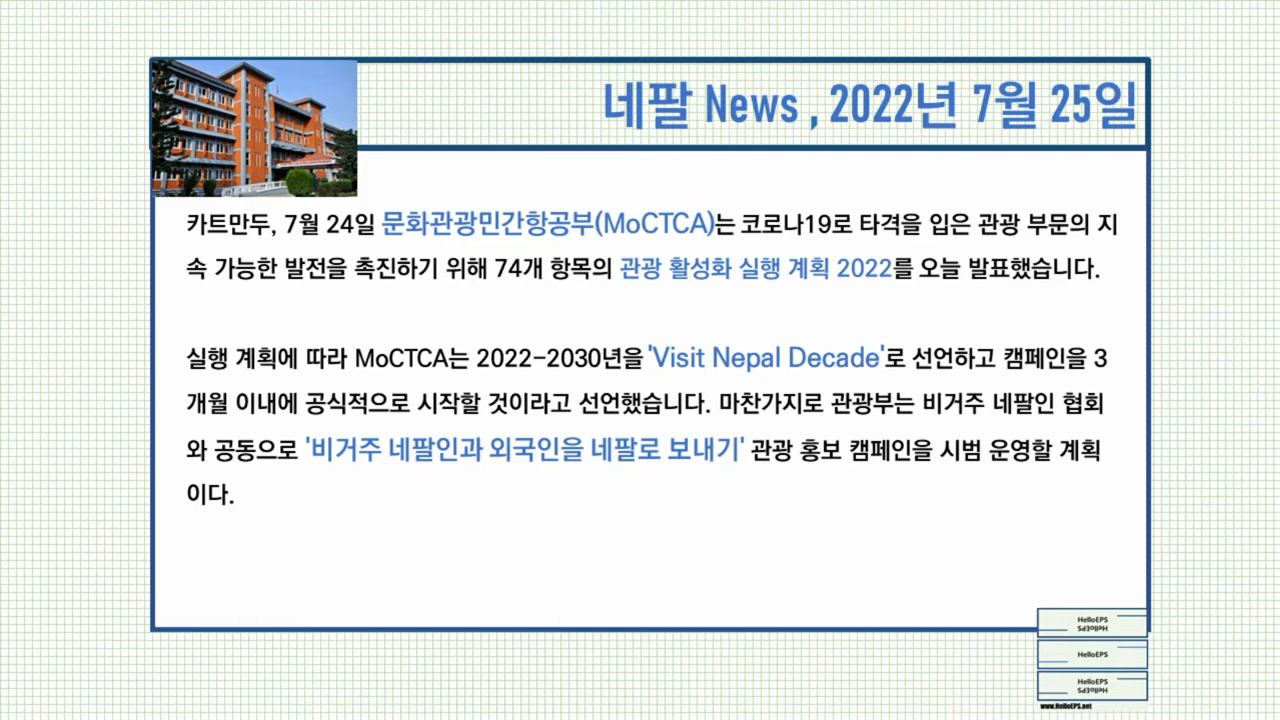 네팔 News , 2022년 7월 25일
카트만두, 7월 24일 문화관광민간항공부(MoCTCA)는 코로나19로 타격을 입은 관광 부문의 지
속 가능한 발전을 촉진하기 위해 74개 항목의 관광 활성화 실행 계획 2022를 오늘 발표했습니다.
실행 계획에 따라 MoCTCA는 2022-2030년을 'Visit Nepal Decade'로 선언하고 캠페인을 3
개월 이내에 공식적으로 시작할 것이라고 선언했습니다. 마찬가지로 관광부는 비거주 네팔인 협회
와 공동으로 '비거주 네팔인과 외국인을 네팔로 보내기' 관광 홍보 캠페인을 시범 운영할 계획
이다.
HelloEPS
HelloEPS
HelloEPS
HelloEPS
HelloEPS
www.HelloEPS.net